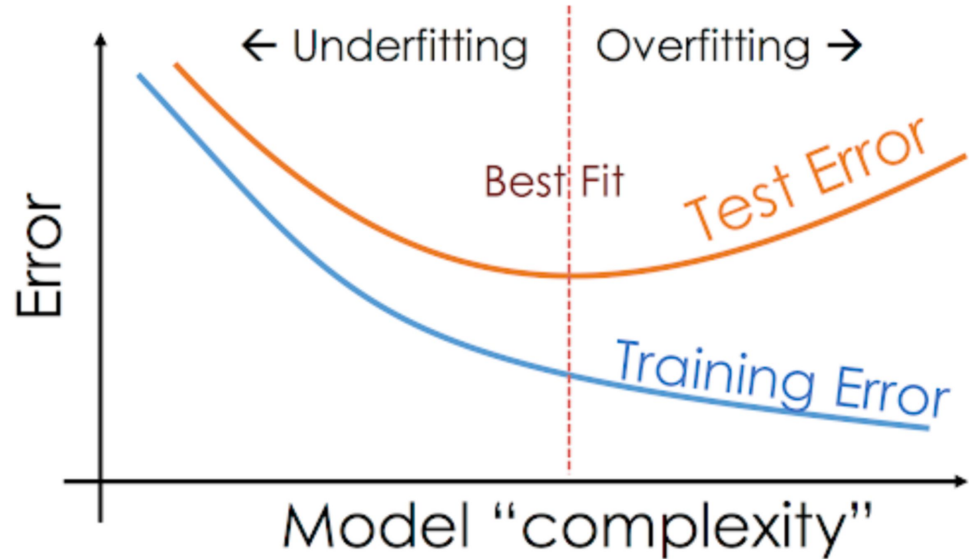 ← Underfitting
Overfitting →
Best Fit
Test Error
Training Error
Error
Model “complexity”